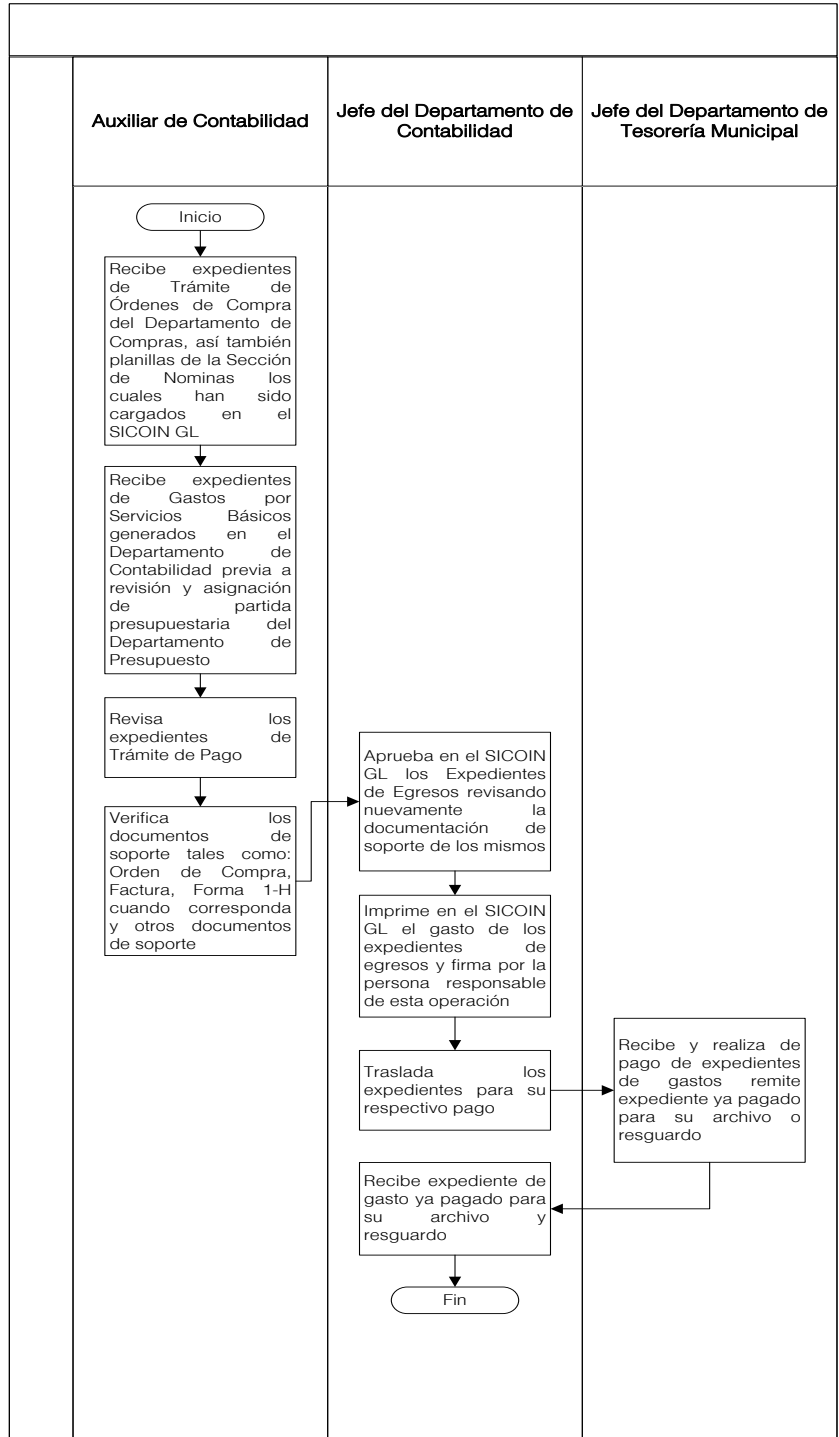 Auxiliar de Contabilidad
Jefe del Departamento de
Contabilidad
Jefe del Departamento de
Tesorería Municipal
Inicio
Recibe expedientes
de Trámite de
Órdenes de Compra
del Departamento de
Compras, así también
planillas de la Sección
de Nominas los
cuales han sido
cargados en el
SICOIN GL
Recibe expedientes
de Gastos por
Servicios Básicos
generados en el
Departamento de
Contabilidad previa a
revisión y asignación
de partida
presupuestaria del
Departamento de
Presupuesto
Revisa los
expedientes de
Trámite de Pago
Verifica los
documentos de
soporte tales como:
Orden de Compra,
Factura, Forma 1-H
cuando corresponda
y otros documentos
de soporte
Aprueba en el SICOIN
GL los Expedientes
de Egresos revisando
nuevamente la
documentación de
soporte de los mismos
Imprime en el SICOIN
GL el gasto de los
expedientes de
egresos y firma por la
persona responsable
de esta operación
Traslada los
expedientes para su
respectivo pago
Recibe y realiza de
pago de expedientes
de gastos remite
expediente ya pagado
para su archivo o
resguardo
Recibe expediente de
gasto ya pagado para
su archivo y
resguardo
Fin